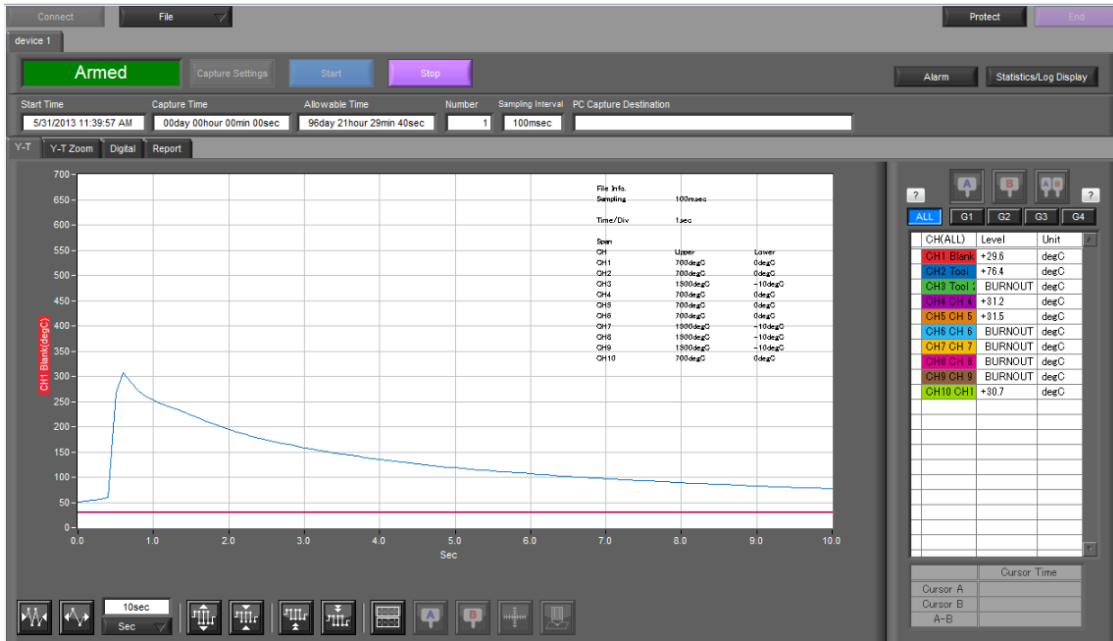 Connect File Protect End
device 1
Armed Capture Settings Start Stop Alarm Statistics/Log Display
Start Time Capture Time Allowable Time Number Sampling Interval PC Capture Destination
5/31/2013 11:39:57 AM 00day 00hour 00min 00sec 96day 21hour 29min 40sec 1 100msec
Y-T Y-T Zoom Digital Report
700
650
600
550
500
450
400
350
300
250
200
150
100
50
0
CH1 Blank(degC)
0.0 1.0 2.0 3.0 4.0 5.0 6.0 7.0 8.0 9.0 10.0
Sec
File Info.
Sampling 100msec
Time/Div 1sec
Span
CH Upper Lower
CH1 700degC 0degC
CH2 700degC 0degC
CH3 1300degC -10degC
CH4 700degC 0degC
CH5 700degC 0degC
CH6 700degC 0degC
CH7 1300degC -10degC
CH8 1300degC -10degC
CH9 1300degC -10degC
CH10 700degC 0degC
? A B A B ?
ALL G1 G2 G3 G4
CH(ALL) Level Unit
CH1 Blank +29.6 degC
CH2 Tool +76.4 degC
CH3 Tool 2 BURNOUT degC
CH4 CH 4 +31.2 degC
CH5 CH 5 +31.5 degC
CH6 CH 6 BURNOUT degC
CH7 CH 7 BURNOUT degC
CH8 CH 8 BURNOUT degC
CH9 CH 9 BURNOUT degC
CH10 CH1 +30.7 degC
Cursor Time
Cursor A
Cursor B
A-B
10sec
Sec
A B